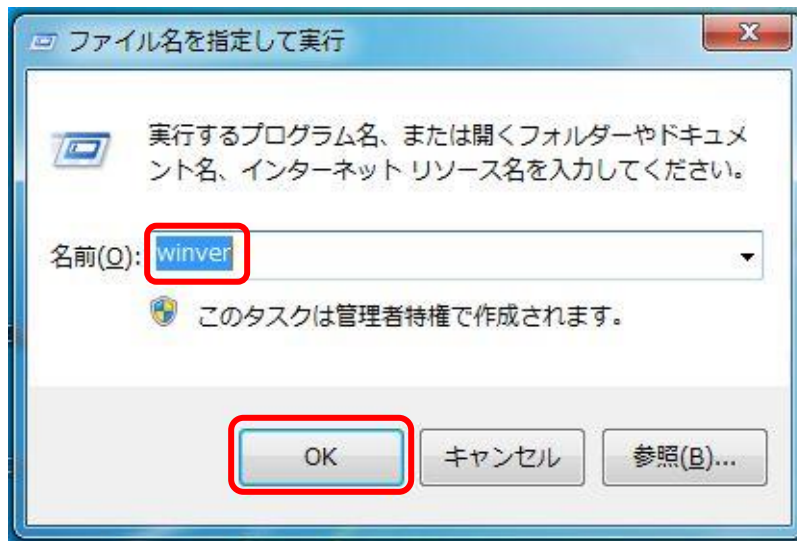 ファイル名を指定して実行
実行するプログラム名、または開くフォルダーやドキュメ
ント名、インターネット リソース名を入力してください。
名前(O): winver
このタスクは管理者特権で作成されます。
OK キャンセル 参照(B)...